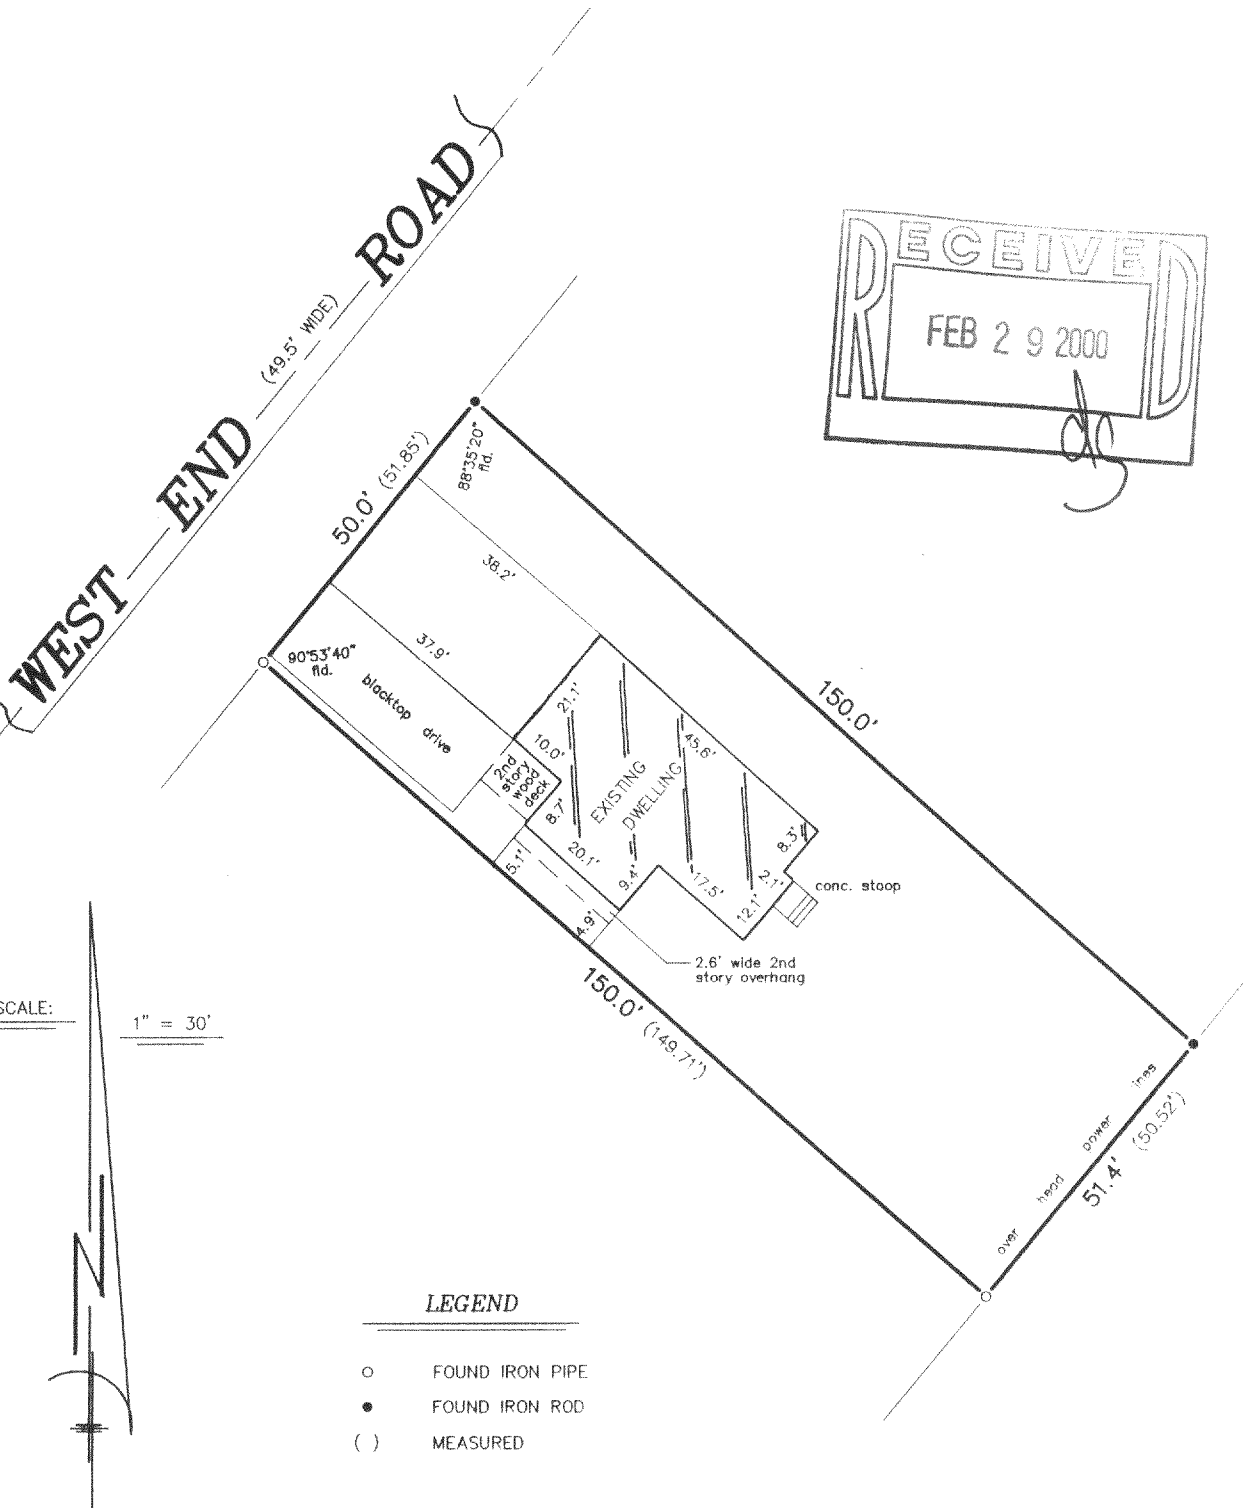 WEST END ROAD
(49.5' WIDE)
RECEIVED
FEB 29 2000
50.0' (51.85')
88°35'20"
fld.
38.2'
37.9'
90°53'40"
fld.
blacktop drive
150.0'
21.1'
10.0'
2nd
story
wood
deck
45.6'
EXISTING
DWELLING
8.7'
20.1'
8.3'
5.1'
9.4'
17.5'
2.1'
12.1'
conc. stoop
4.9'
2.6' wide 2nd
story overhang
150.0' (149.71')
SCALE:
1" = 30'
over head power lines
51.4' (50.52')
N
LEGEND
FOUND IRON PIPE
FOUND IRON ROD
( ) MEASURED